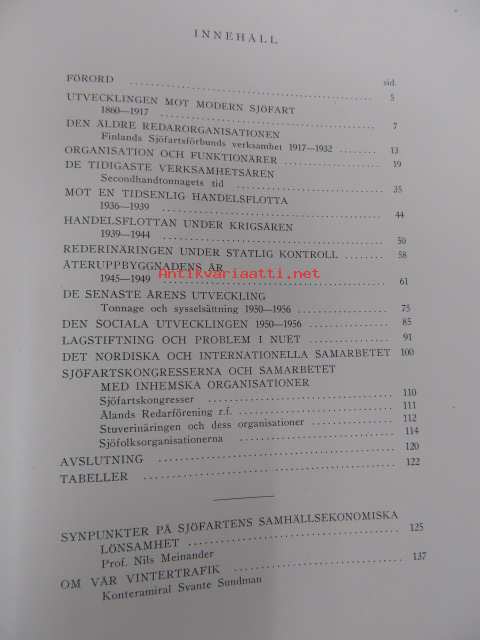 INNEHÅLL
sid.
FÖRORD .......... 5
UTVECKLINGEN MOT MODERN SJÖFART
1860—1917 .......... 7
DEN ÄLDRE REDARORGANISATIONEN
Finlands Sjöfartsförbunds verksamhet 1917—1932 ........ 13
ORGANISATION OCH FUNKTIONÄRER .......... 19
DE TIDIGASTE VERKSAMHETSÅREN
Secondhandtonnagets tid .......... 35
MOT EN TIDSENLIG HANDELSFLOTTA
1936—1939 .......... 44
HANDELSFLOTTAN UNDER KRIGSÅREN
1939—1944 .......... 50
REDERINÄRINGEN UNDER STATLIG KONTROLL .......... 58
ÅTERUPPBYGGNADENS ÅR
1945—1949 .......... 61
Antikvariaatti.net
DE SENASTE ÅRENS UTVECKLING
Tonnage och sysselsättning 1950—1956 .......... 75
DEN SOCIALA UTVECKLINGEN 1950—1956 .......... 85
LAGSTIFTNING OCH PROBLEM I NUET .......... 91
DET NORDISKA OCH INTERNATIONELLA SAMARBETET 100
SJÖFARTSKONGRESSERNA OCH SAMARBETET
MED INHEMSKA ORGANISATIONER
Sjöfartskongresser .......... 110
Ålands Redarförening r.f. .......... 111
Stuverinäringen och dess organisationer .......... 112
Sjöfolksorganisationerna .......... 114
AVSLUTNING .......... 120
TABELLER .......... 122
SYNPUNKTER PÅ SJÖFARTENS SAMHÄLLSEKONOMISKA
LÖNSAMHET .......... 125
Prof. Nils Meinander
OM VÅR VINTERTRAFIK .......... 137
Konteramiral Svante Sundman